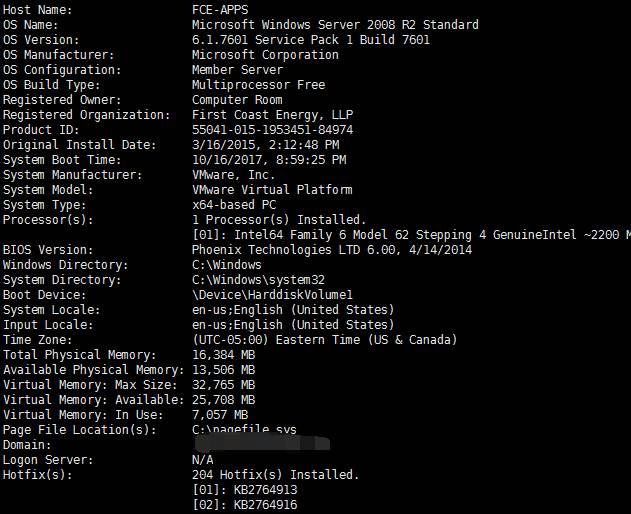 Host Name: FCE-APPS
OS Name: Microsoft Windows Server 2008 R2 Standard
OS Version: 6.1.7601 Service Pack 1 Build 7601
OS Manufacturer: Microsoft Corporation
OS Configuration: Member Server
OS Build Type: Multiprocessor Free
Registered Owner: Computer Room
Registered Organization: First Coast Energy, LLP
Product ID: 55041-015-1953451-84974
Original Install Date: 3/16/2015, 2:12:48 PM
System Boot Time: 10/16/2017, 8:59:25 PM
System Manufacturer: VMware, Inc.
System Model: VMware Virtual Platform
System Type: x64-based PC
Processor(s): 1 Processor(s) Installed.
[01]: Intel64 Family 6 Model 62 Stepping 4 GenuineIntel ~2200 M
BIOS Version: Phoenix Technologies LTD 6.00, 4/14/2014
Windows Directory: C:\Windows
System Directory: C:\Windows\system32
Boot Device: \Device\HarddiskVolume1
System Locale: en-us;English (United States)
Input Locale: en-us;English (United States)
Time Zone: (UTC-05:00) Eastern Time (US & Canada)
Total Physical Memory: 16,384 MB
Available Physical Memory: 13,506 MB
Virtual Memory: Max Size: 32,765 MB
Virtual Memory: Available: 25,708 MB
Virtual Memory: In Use: 7,057 MB
Page File Location(s): C:\pagefile.sys
Domain:
Logon Server: N/A
Hotfix(s): 204 Hotfix(s) Installed.
[01]: KB2764913
[02]: KB2764916